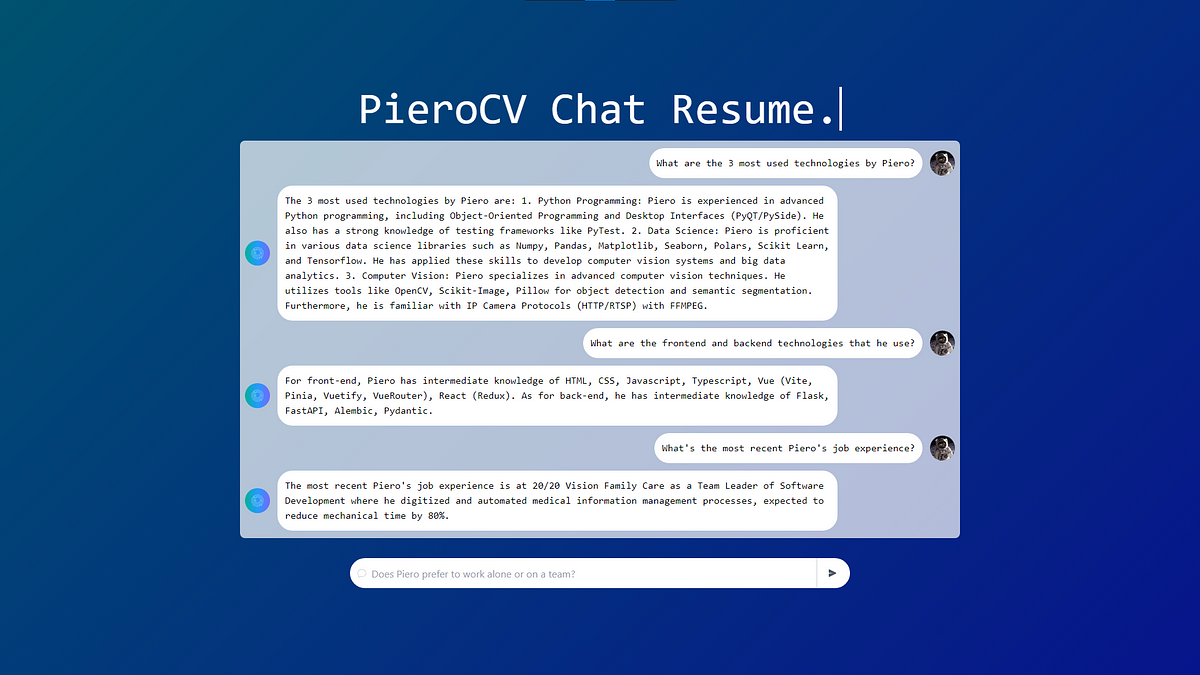 PieroCV Chat Resume.
What are the 3 most used technologies by Piero?
The 3 most used technologies by Piero are: 1. Python Programming: Piero is experienced in advanced
Python programming, including Object-Oriented Programming and Desktop Interfaces (PyQT/PySide). He
also has a strong knowledge of testing frameworks like PyTest. 2. Data Science: Piero is proficient
in various data science libraries such as Numpy, Pandas, Matplotlib, Seaborn, Polars, Scikit Learn,
and Tensorflow. He has applied these skills to develop computer vision systems and big data
analytics. 3. Computer Vision: Piero specializes in advanced computer vision techniques. He
utilizes tools like OpenCV, Scikit-Image, Pillow for object detection and semantic segmentation.
Furthermore, he is familiar with IP Camera Protocols (HTTP/RTSP) with FFMPEG.
What are the frontend and backend technologies that he use?
For front-end, Piero has intermediate knowledge of HTML, CSS, Javascript, Typescript, Vue (Vite,
Pinia, Vuetify, VueRouter), React (Redux). As for back-end, he has intermediate knowledge of Flask,
FastAPI, Alembic, Pydantic.
What's the most recent Piero's job experience?
The most recent Piero's job experience is at 20/20 Vision Family Care as a Team Leader of Software
Development where he digitized and automated medical information management processes, expected to
reduce mechanical time by 80%.
Does Piero prefer to work alone or on a team?